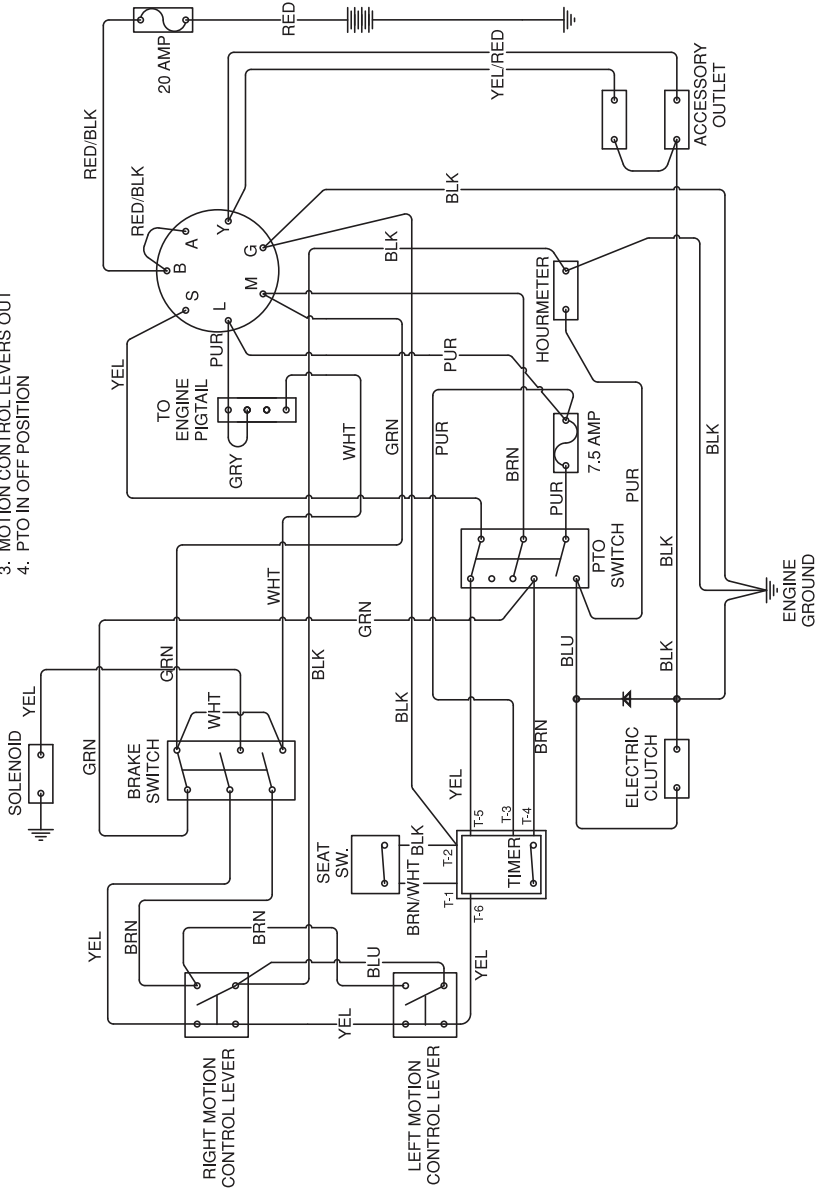 3. MOTION CONTROL LEVERS OUT
4. PTO IN OFF POSITION
SOLENOID
YEL
GRN
BRAKE
SWITCH
GRN
WHT
YEL
BRN
RIGHT MOTION
CONTROL LEVER
BRN
BLU
YEL
LEFT MOTION
CONTROL LEVER
SEAT
SW.
BRN/WHT
BLK
T-1
T-2
T-6
T-5
T-3
T-4
TIMER
YEL
YEL
BRN
BLK
BLK
WHT
GRN
ELECTRIC
CLUTCH
BLU
BLK
BLK
PTO
SWITCH
ENGINE
GROUND
YEL
TO
ENGINE
PIGTAIL
GRY
WHT
GRN
PUR
BRN
PUR
7.5 AMP
PUR
PUR
BLK
PUR
HOURMETER
RED/BLK
RED/BLK
S
B
A
L
M
G
Y
BLK
BLK
20 AMP
RED
YEL/RED
ACCESSORY
OUTLET